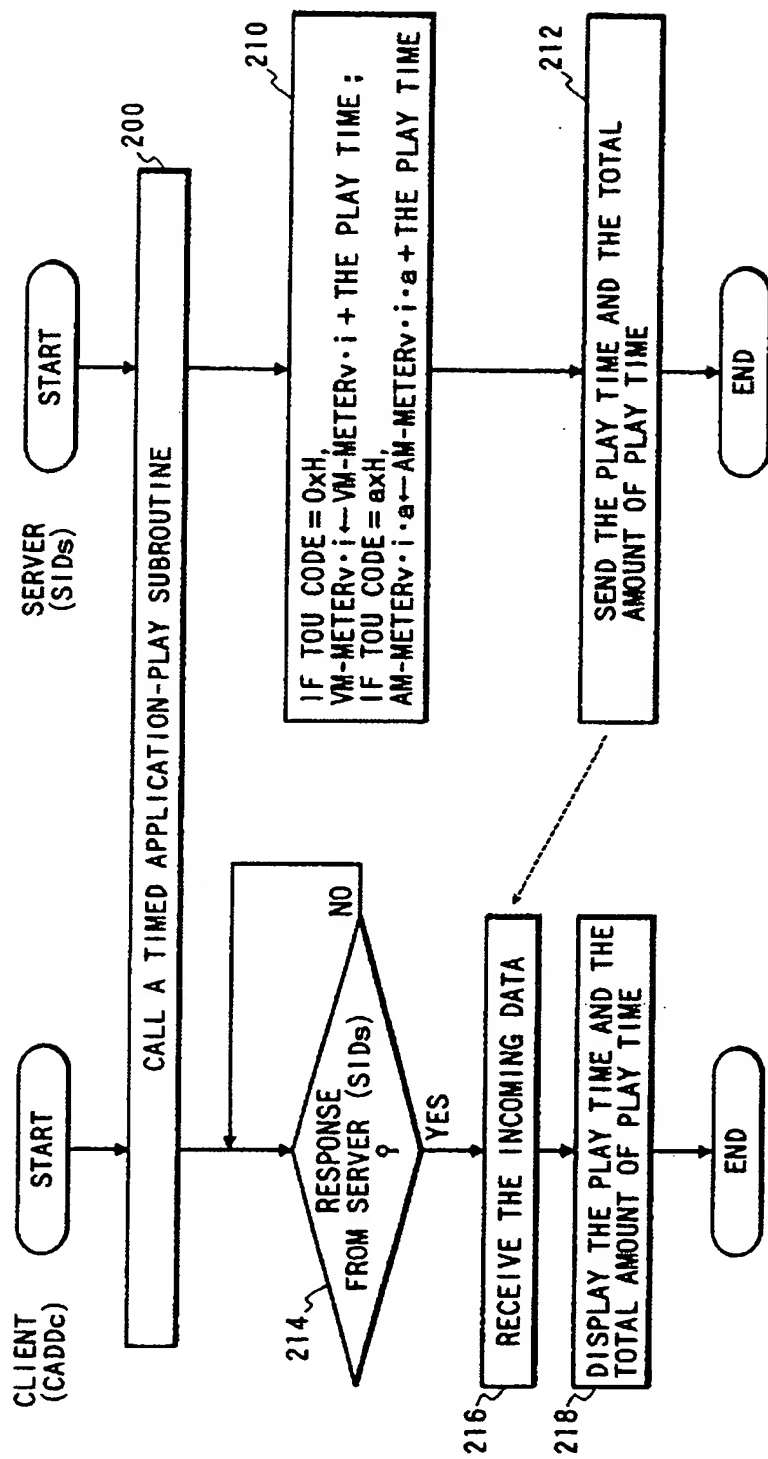 CLIENT
(CADDc)
START
SERVER
(SIDs)
START
200
CALL A TIMED APPLICATION-PLAY SUBROUTINE
210
IF TOU CODE=0xH,
VM-METERv·i←VM-METERv·i+THE PLAY TIME;
IF TOU CODE=axH,
AM-METERv·i·a←AM-METERv·i·a+THE PLAY TIME
212
SEND THE PLAY TIME AND THE TOTAL
AMOUNT OF PLAY TIME
END
214
RESPONSE
FROM SERVER (SIDs)
?
NO
YES
216
RECEIVE THE INCOMING DATA
218
DISPLAY THE PLAY TIME AND THE
TOTAL AMOUNT OF PLAY TIME
END